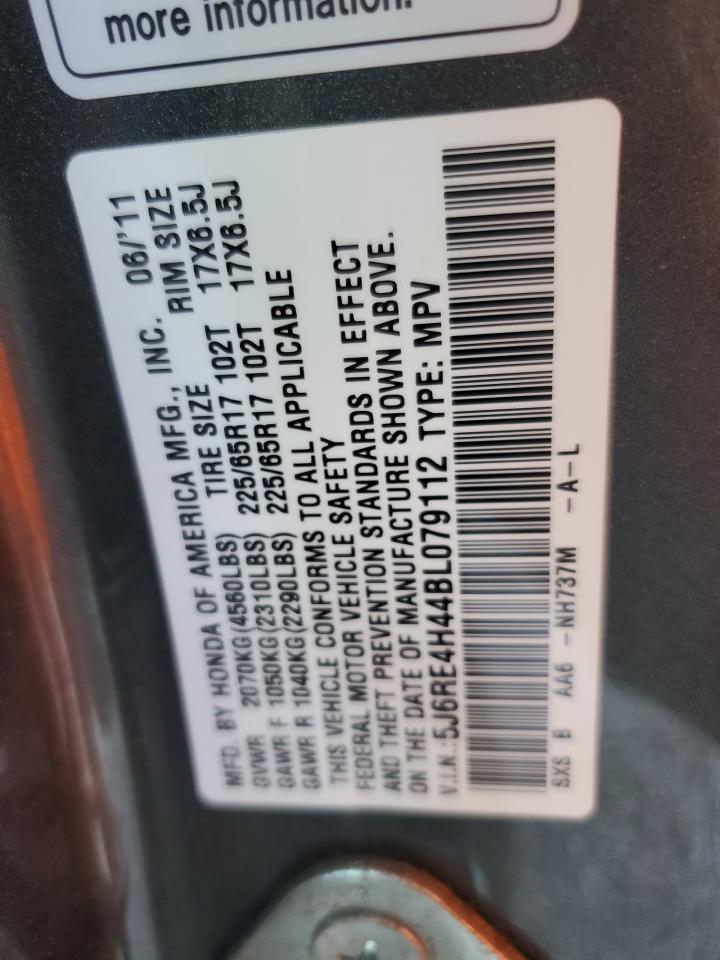 more information.
MFD. BY HONDA OF AMERICA MFG., INC. 06/'11
GVWR 2070KG(4560LBS) TIRE SIZE RIM SIZE
GAWR F 1050KG(2310LBS) 225/65R17 102T 17X6.5J
GAWR R 1040KG(2290LBS) 225/65R17 102T 17X6.5J
THIS VEHICLE CONFORMS TO ALL APPLICABLE
FEDERAL MOTOR VEHICLE SAFETY
AND THEFT PREVENTION STANDARDS IN EFFECT
ON THE DATE OF MANUFACTURE SHOWN ABOVE.
V.I.N.:5J6RE4H44BL079112 TYPE: MPV
SXS B AA6 -NH737M -A-L